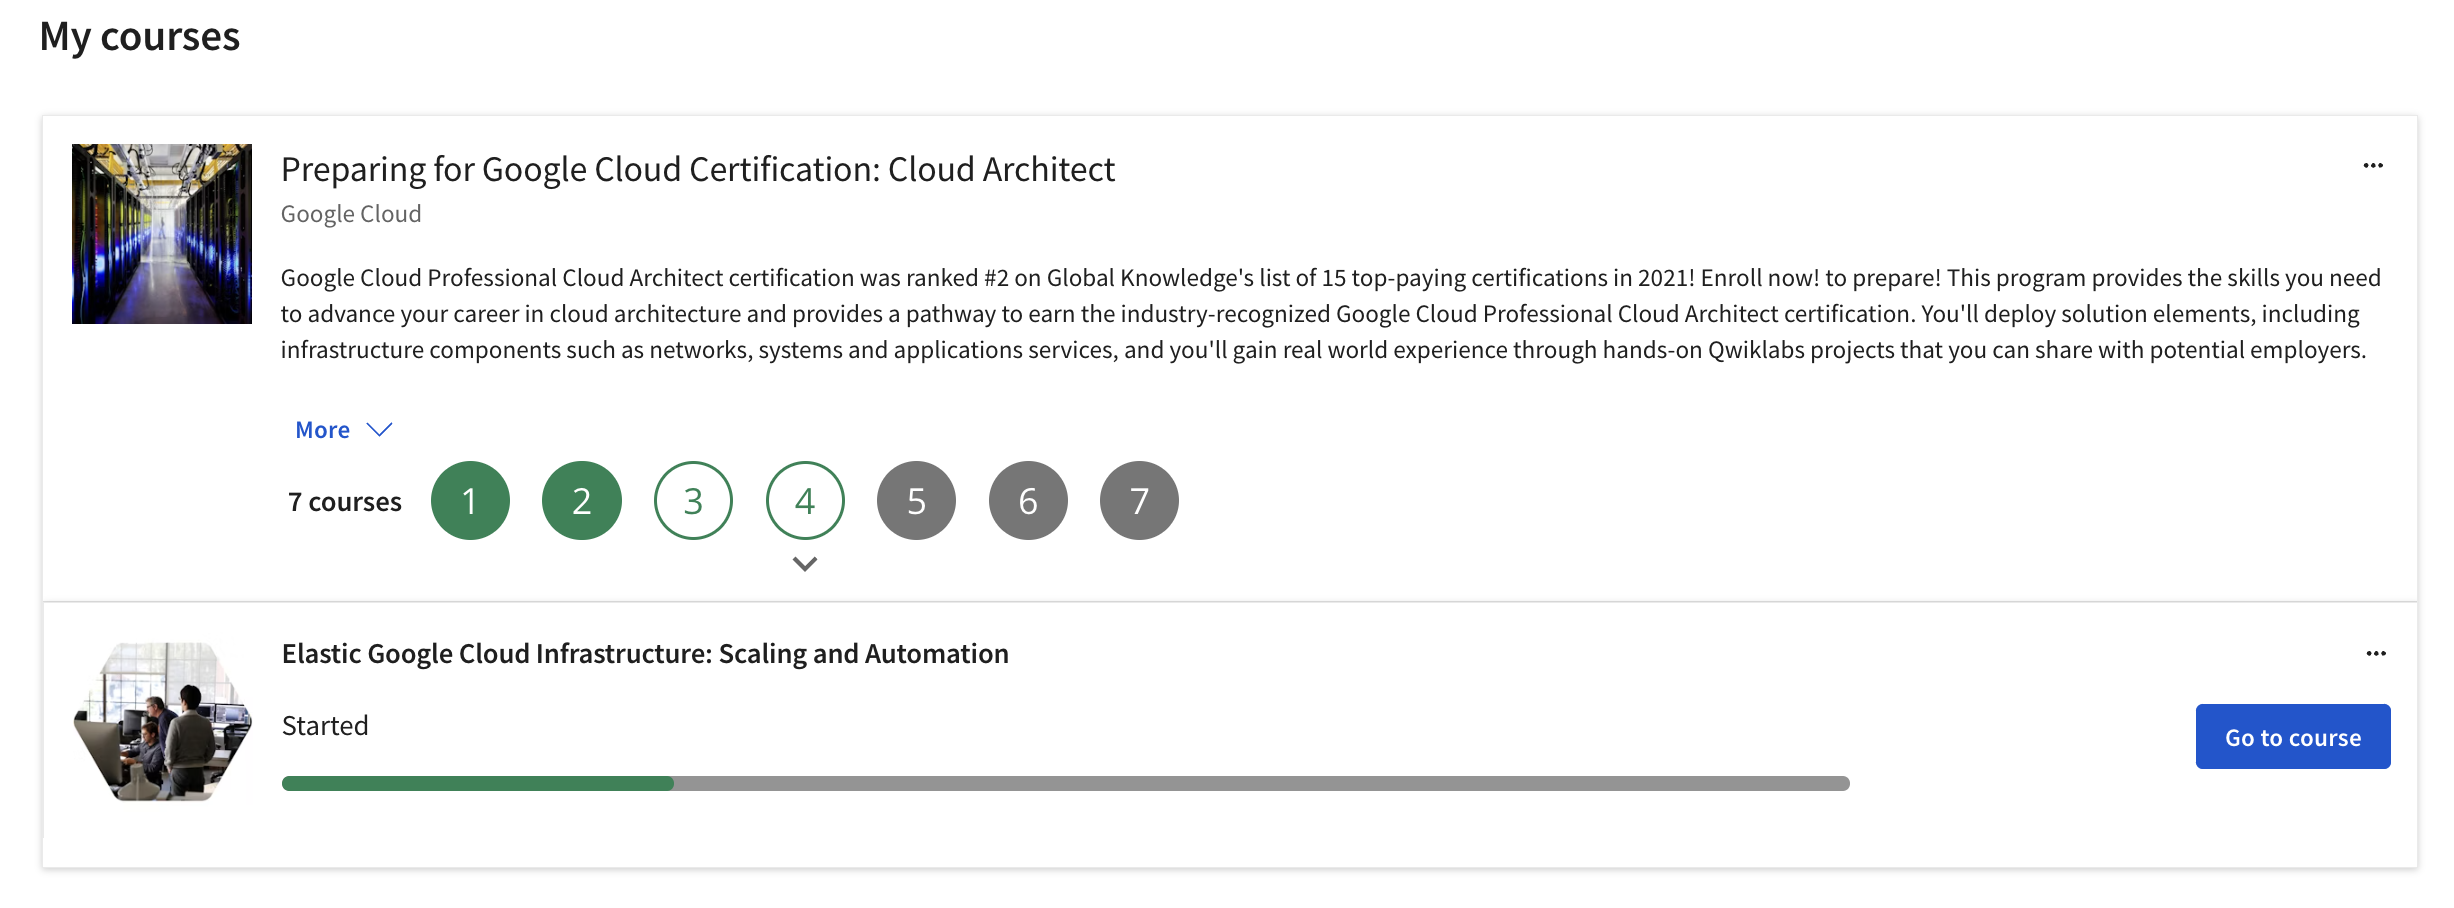 My courses
Preparing for Google Cloud Certification: Cloud Architect
Google Cloud
Google Cloud Professional Cloud Architect certification was ranked #2 on Global Knowledge's list of 15 top-paying certifications in 2021! Enroll now! to prepare! This program provides the skills you need
to advance your career in cloud architecture and provides a pathway to earn the industry-recognized Google Cloud Professional Cloud Architect certification. You'll deploy solution elements, including
infrastructure components such as networks, systems and applications services, and you'll gain real world experience through hands-on Qwiklabs projects that you can share with potential employers.
More
7 courses 1 2 3 4 5 6 7
Elastic Google Cloud Infrastructure: Scaling and Automation
Started
Go to course